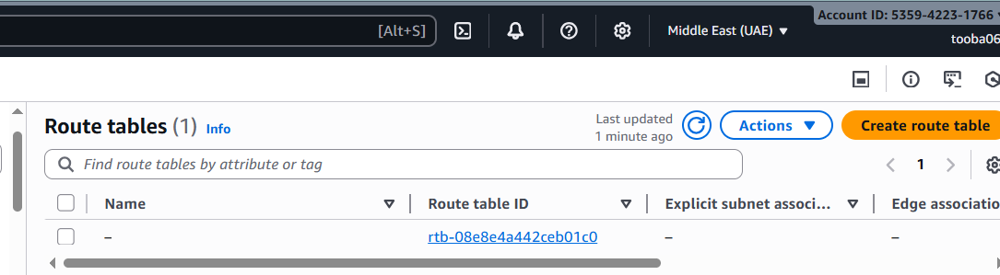 Account ID: 5359-4223-1766
[Alt+S]
Middle East (UAE)
tooba06
Route tables (1) Info
Last updated
1 minute ago
Actions
Create route table
Find route tables by attribute or tag
1
Name
Route table ID
Explicit subnet associ...
Edge associatio
–
rtb-08e8e4a442ceb01c0
–
–